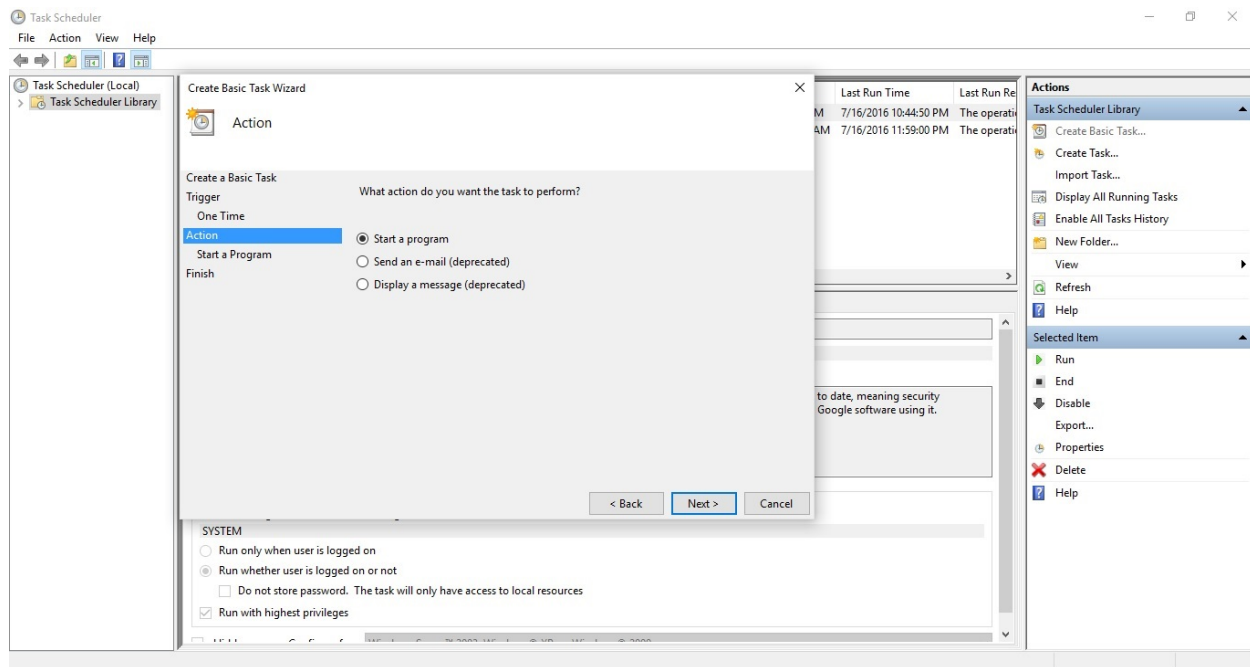 Task Scheduler
File Action View Help
Task Scheduler (Local)
Task Scheduler Library
Create Basic Task Wizard
Action
Create a Basic Task
Trigger
One Time
Action
Start a Program
Finish
What action do you want the task to perform?
Start a program
Send an e-mail (deprecated)
Display a message (deprecated)
< Back Next > Cancel
Last Run Time Last Run Re
M 7/16/2016 10:44:50 PM The operati
AM 7/16/2016 11:59:00 PM The operati
to date, meaning security
Google software using it.
SYSTEM
Run only when user is logged on
Run whether user is logged on or not
Do not store password. The task will only have access to local resources
Run with highest privileges
Actions
Task Scheduler Library
Create Basic Task...
Create Task...
Import Task...
Display All Running Tasks
Enable All Tasks History
New Folder...
View
Refresh
Help
Selected Item
Run
End
Disable
Export...
Properties
Delete
Help